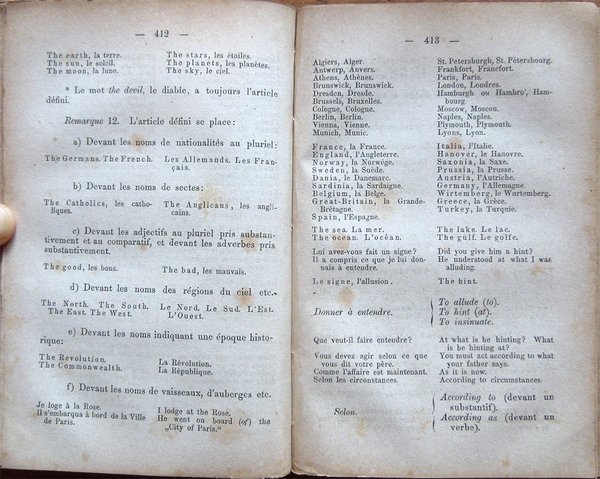 — 412 —
The earth, la terre. The stars, les étoiles.
The sun, le soleil. The planets, les planètes.
The moon, la lune. The sky, le ciel.
* Le mot the devil, le diable, a toujours l'article
défini.
Remarque 12. L'article défini se place:
a) Devant les noms de nationalités au pluriel:
The Germans. The French. Les Allemands. Les Fran-
çais.
b) Devant les noms de sectes:
The Catholics, les catho- The Anglicans, les angli-
liques. cans.
c) Devant les adjectifs au pluriel pris substan-
tivement et au comparatif, et devant les adverbes pris
substantivement.
The good, les bons. The bad, les mauvais.
d) Devant les noms des régions du ciel etc.
The North. The South. Le Nord. Le Sud. L'Est.
The East. The West. L'Ouest.
e) Devant les noms indiquant une époque histo-
rique:
The Revolution. La Révolution.
The Commonwealth. La République.
f) Devant les noms de vaisseaux, d'auberges etc.
Je loge à la Rose. I lodge at the Rose.
Il s'embarqua à bord de la Ville He went on board (of) the
de Paris. „City of Paris.“
— 413 —
Algiers, Alger. St. Petersburgh, St. Pétersbourg.
Antwerp, Anvers. Frankfort, Francfort.
Athens, Athènes. Paris, Paris.
Brunswick, Brunswick. London, Londres.
Dresden, Dresde. Hamburgh ou Hambro', Ham-
Brussels, Bruxelles. bourg.
Cologne, Cologne. Moscow, Moscou.
Berlin, Berlin. Naples, Naples.
Vienna, Vienne. Plymouth, Plymouth.
Munich, Munic. Lyons, Lyon.
France, la France. Italia, l'Italie.
England, l'Angleterre. Hanover, le Hanovre.
Norway, la Norwége. Saxonia, la Saxe.
Sweden, la Suède. Prussia, la Prusse.
Dania, le Danemarc. Austria, l'Autriche.
Sardinia, la Sardaigne. Germany, l'Allemagne.
Belgium, la Belge. Wirtemberg, le Wurtemberg.
Great-Britain, la Grande- Greece, la Grèce.
Bretagne. Turkey, la Turquie.
Spain, l'Espagne.
The sea. La mer. The lake. Le lac.
The ocean. L'océan. The gulf. Le golfe.
Lui avez-vous fait un signe? Did you give him a hint?
Il a compris ce que je lui don- He understood at what I was
nais à entendre. alluding.
Le signe, l'allusion. The hint.
To allude (to).
Donner à entendre. To hint (at).
To insinuate.
Que veut-il faire entendre? At what is he hinting? What
is he hinting at?
Vous devez agir selon ce que You must act according to what
vous dit votre père. your father says.
Comme l'affaire est maintenant. As it is now.
Selon les circonstances. According to circumstances.
According to (devant un
substantif).
Selon. According as (devant un
verbe).